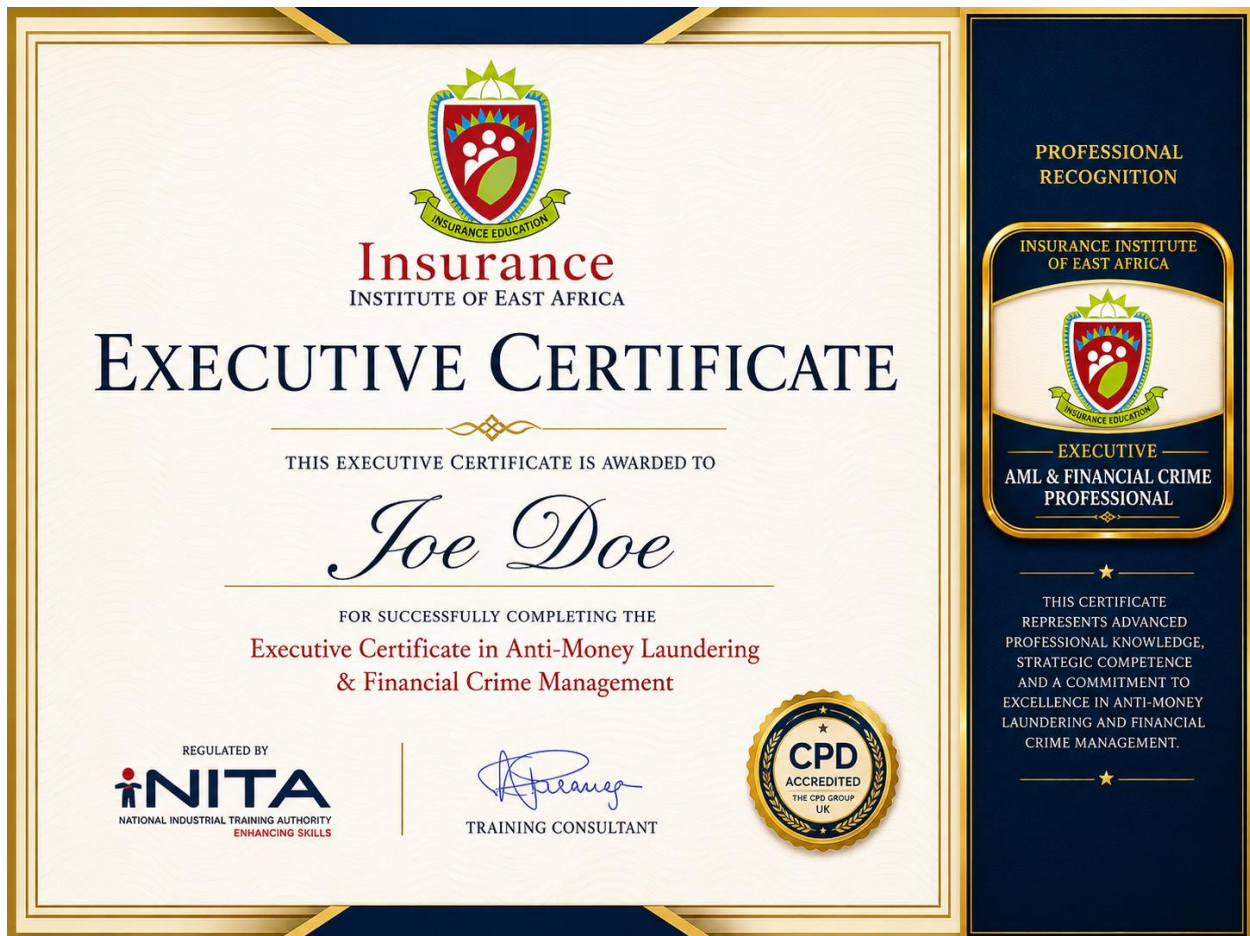 INSURANCE EDUCATION
Insurance
INSTITUTE OF EAST AFRICA
EXECUTIVE CERTIFICATE
THIS EXECUTIVE CERTIFICATE IS AWARDED TO
Joe Doe
FOR SUCCESSFULLY COMPLETING THE
Executive Certificate in Anti-Money Laundering
& Financial Crime Management
REGULATED BY
NITA
NATIONAL INDUSTRIAL TRAINING AUTHORITY
ENHANCING SKILLS
TRAINING CONSULTANT
CPD
ACCREDITED
THE CPD GROUP
UK
PROFESSIONAL
RECOGNITION
INSURANCE INSTITUTE
OF EAST AFRICA
INSURANCE EDUCATION
EXECUTIVE
AML & FINANCIAL CRIME
PROFESSIONAL
THIS CERTIFICATE
REPRESENTS ADVANCED
PROFESSIONAL KNOWLEDGE,
STRATEGIC COMPETENCE
AND A COMMITMENT TO
EXCELLENCE IN ANTI-MONEY
LAUNDERING AND FINANCIAL
CRIME MANAGEMENT.